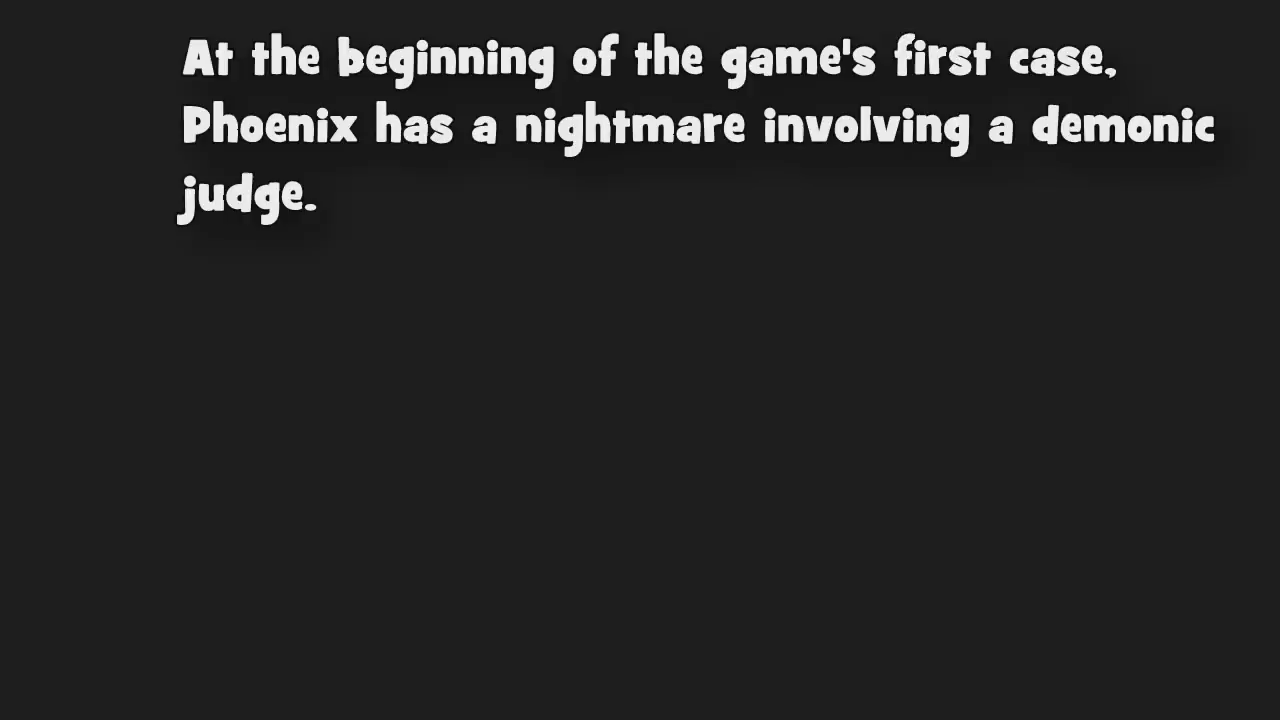 At the beginning of the game's first case,
Phoenix has a nightmare involving a demonic
judge.